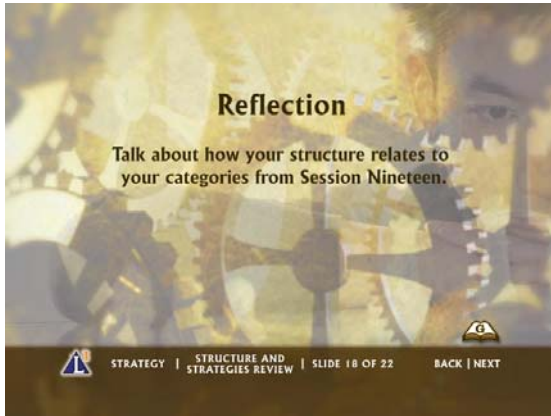 Reflection
Talk about how your structure relates to
your categories from Session Nineteen.
G
L
STRATEGY | STRUCTURE AND STRATEGIES REVIEW | SLIDE 18 OF 22 BACK | NEXT